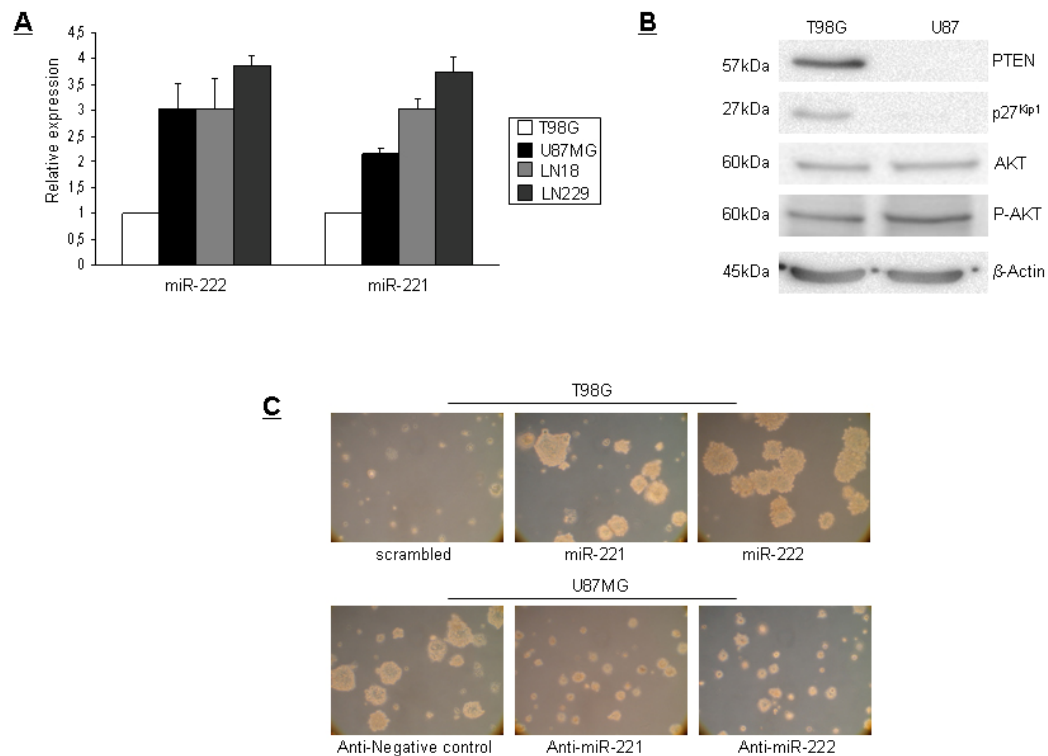 A
Relative expression
4,5
4
3,5
3
2,5
2
1,5
1
0,5
0
miR-222
miR-221
T98G
U87MG
LN18
LN229
B
T98G
U87
57kDa
PTEN
27kDa
p27Kip1
60kDa
AKT
60kDa
P-AKT
45kDa
β-Actin
C
T98G
scrambled
miR-221
miR-222
U87MG
Anti-Negative control
Anti-miR-221
Anti-miR-222